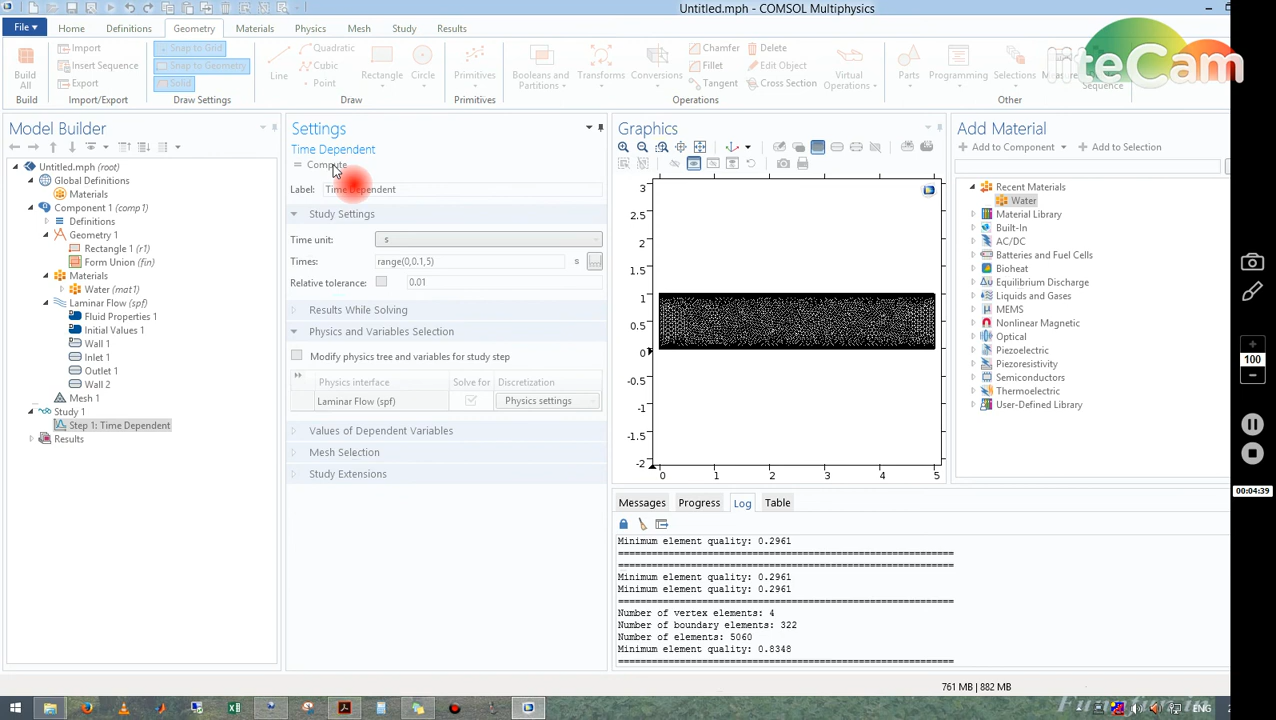 Untitled.mph - COMSOL Multiphysics
File
Home
Definitions
Geometry
Materials
Mesh
Physics
Study
Results
Build
All
Build
Import
Insert Sequence
Export
Import/Export
Snap to Grid
Snap to Geometry
Solid
Draw Settings
Line
Quadratic
Cubic
Point
Rectangle
Circle
Draw
Primitives
Primitives
Booleans and
Partitions
Transforms
Conversions
Chamfer
Fillet
Tangent
Delete
Edit Object
Cross Section
Operations
Virtual
Operations
Parts
Programming
Selections
Sequence
Other
liteCam
Model Builder
Untitled.mph (root)
Global Definitions
Materials
Component 1 (comp1)
Definitions
Geometry 1
Rectangle 1 (r1)
Form Union (fin)
Materials
Water (mat1)
Laminar Flow (spf)
Fluid Properties 1
Initial Values 1
Wall 1
Inlet 1
Outlet 1
Wall 2
Mesh 1
Study 1
Step 1: Time Dependent
Results
Settings
Time Dependent
= Compute
Label: Time Dependent
Study Settings
Time unit: s
Times: range(0,0.1,5) s
Relative tolerance: 0.01
Results While Solving
Physics and Variables Selection
Modify physics tree and variables for study step
Physics interface
Solve for
Discretization
Laminar Flow (spf)
Physics settings
Values of Dependent Variables
Mesh Selection
Study Extensions
Graphics
3
2.5
2
1.5
1
0.5
0
-0.5
-1
-1.5
-2
0 1 2 3 4 5
Messages
Progress
Log
Table
Minimum element quality: 0.2961
Minimum element quality: 0.2961
Minimum element quality: 0.2961
Number of vertex elements: 4
Number of boundary elements: 322
Number of elements: 5060
Minimum element quality: 0.8348
Add Material
Add to Component
Add to Selection
Recent Materials
Water
Material Library
Built-In
AC/DC
Batteries and Fuel Cells
Bioheat
Equilibrium Discharge
Liquids and Gases
MEMS
Nonlinear Magnetic
Optical
Piezoelectric
Piezoresistivity
Semiconductors
Thermoelectric
User-Defined Library
100
00:04:39
761 MB | 882 MB
ENG